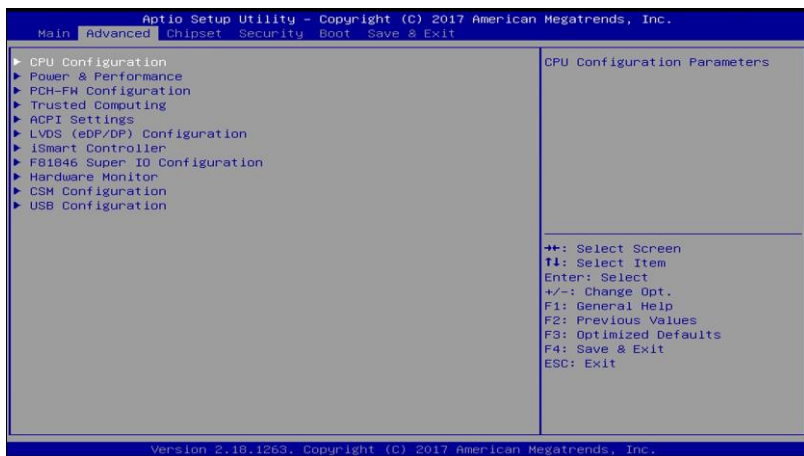 Aptio Setup Utility – Copyright (C) 2017 American Megatrends, Inc.
Main Advanced Chipset Security Boot Save & Exit
▶ CPU Configuration
▶ Power & Performance
▶ PCH-FW Configuration
▶ Trusted Computing
▶ ACPI Settings
▶ LVDS (eDP/DP) Configuration
▶ iSmart Controller
▶ F81846 Super IO Configuration
▶ Hardware Monitor
▶ CSM Configuration
▶ USB Configuration
CPU Configuration Parameters
→←: Select Screen
↑↓: Select Item
Enter: Select
+/-: Change Opt.
F1: General Help
F2: Previous Values
F3: Optimized Defaults
F4: Save & Exit
ESC: Exit
Version 2.18.1263. Copyright (C) 2017 American Megatrends, Inc.